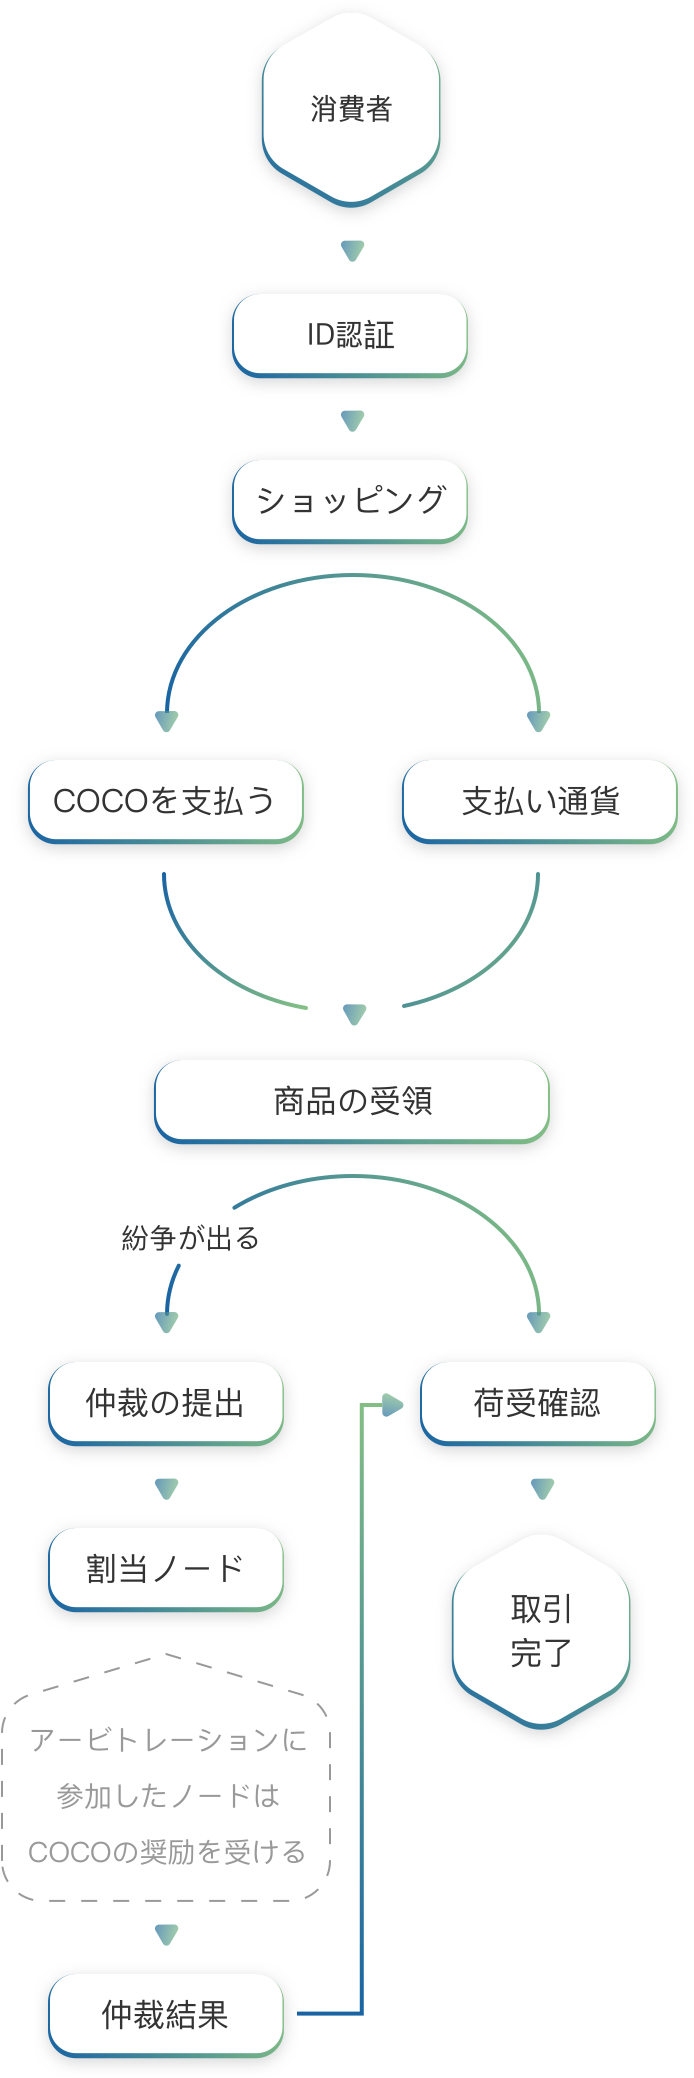 消費者
ID認証
ショッピング
COCOを支払う
支払い通貨
商品の受領
紛争が出る
仲裁の提出
荷受確認
割当ノード
取引
完了
アービトレーションに
参加したノードは
COCOの奨励を受ける
仲裁結果